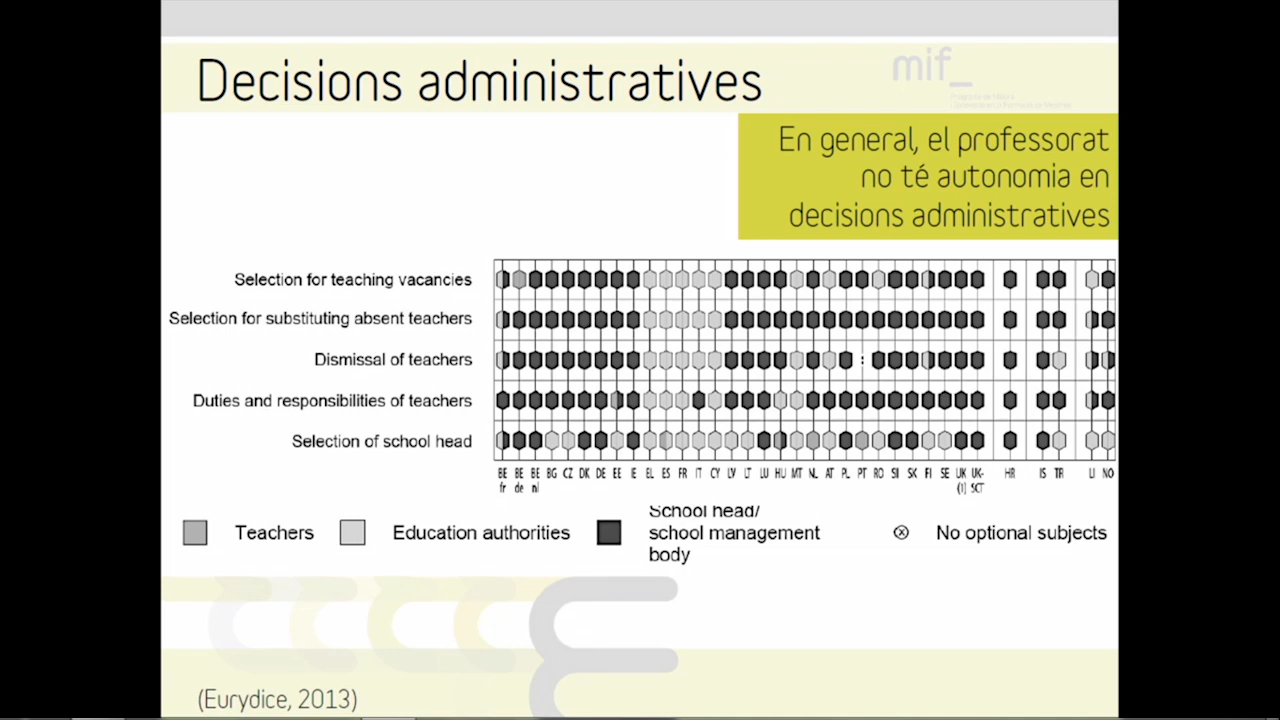 Decisions administratives
mif_
En general, el professorat
no té autonomia en
decisions administratives
Selection for teaching vacancies
Selection for substituting absent teachers
Dismissal of teachers
Duties and responsibilities of teachers
Selection of school head
BE fr BE de BE nl BG CZ DK DE EE IE EL ES FR IT CY LV LT LU HU MT NL AT PL PT RO SI SK FI SE UK (1) UK-SCT HR IS TR LI NO
Teachers
Education authorities
School head/
school management
body
No optional subjects
(Eurydice, 2013)